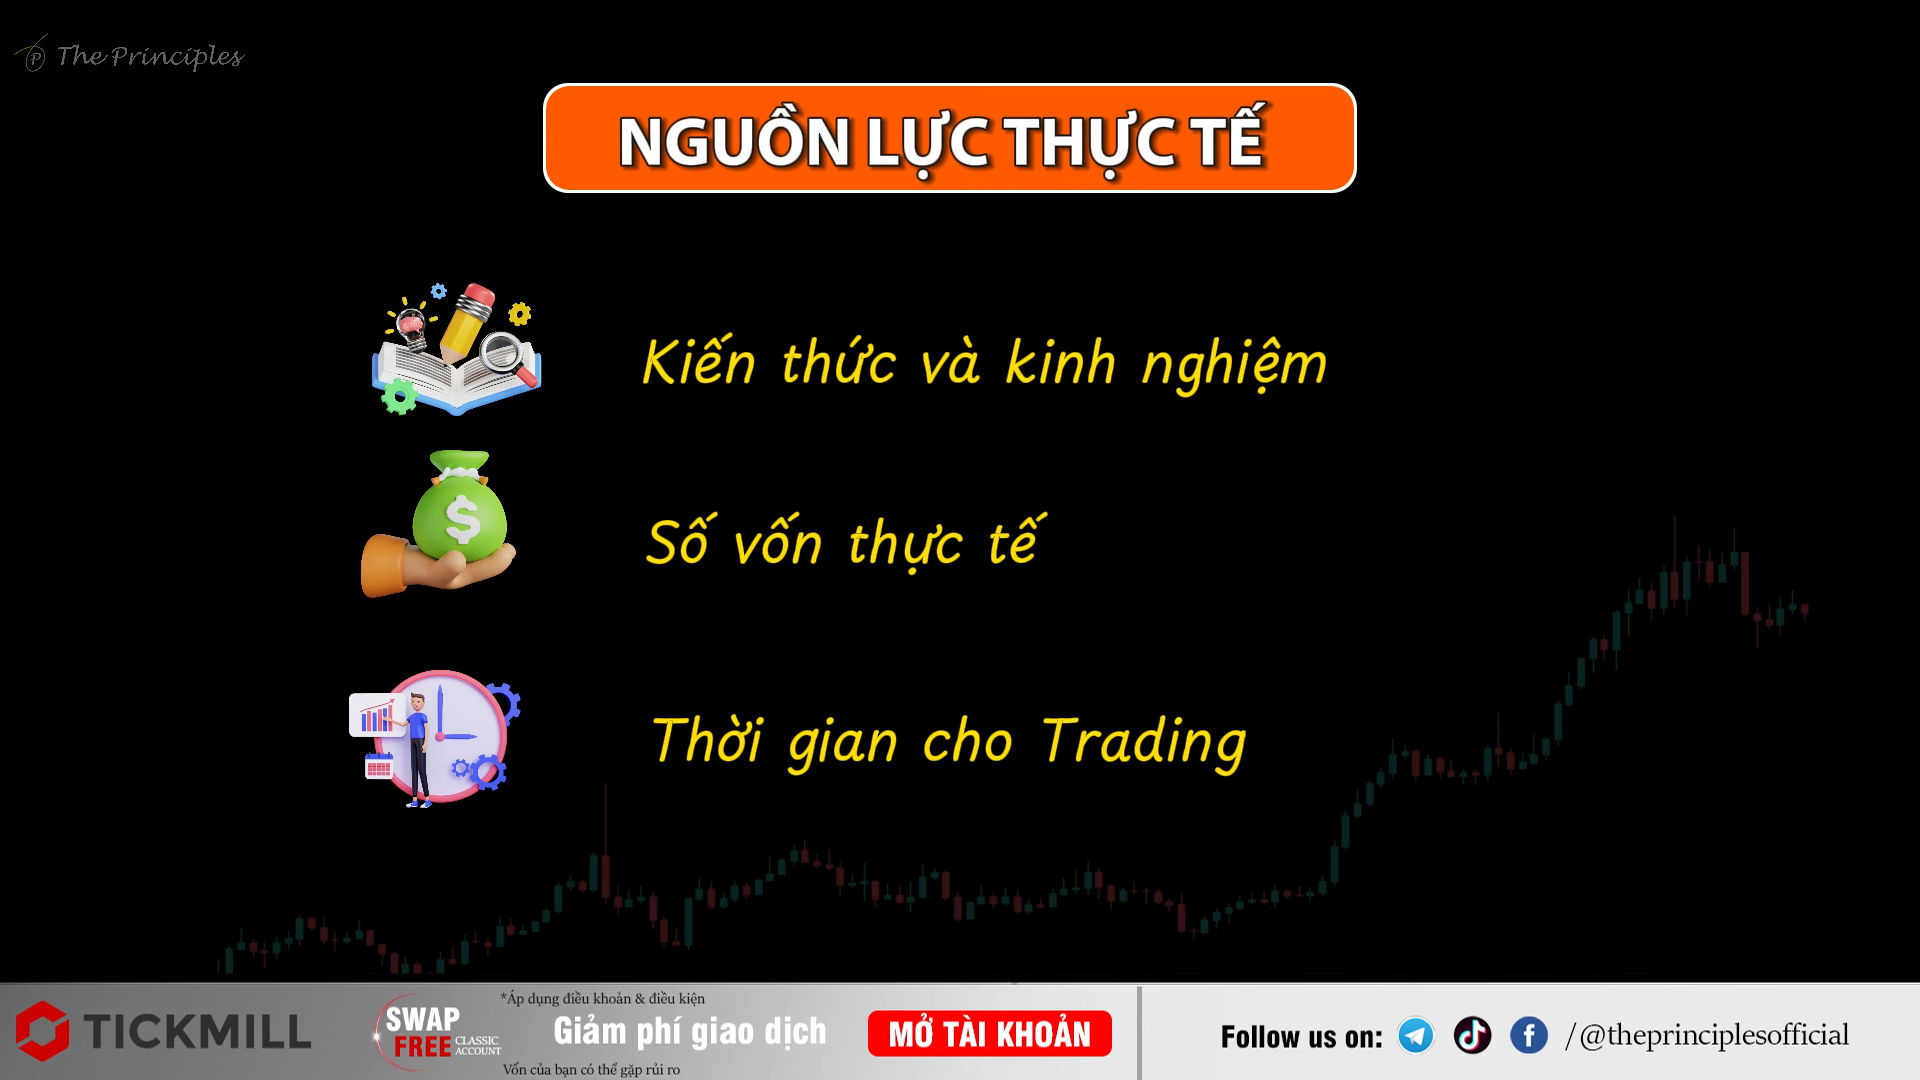 The Principles
NGUỒN LỰC THỰC TẾ
Kiến thức và kinh nghiệm
$
Số vốn thực tế
Thời gian cho Trading
TICKMILL
SWAP
FREE
CLASSIC
ACCOUNT
*Áp dụng điều khoản & điều kiện
Giảm phí giao dịch
Vốn của bạn có thể gặp rủi ro
MỞ TÀI KHOẢN
Follow us on:
/@theprinciplesofficial